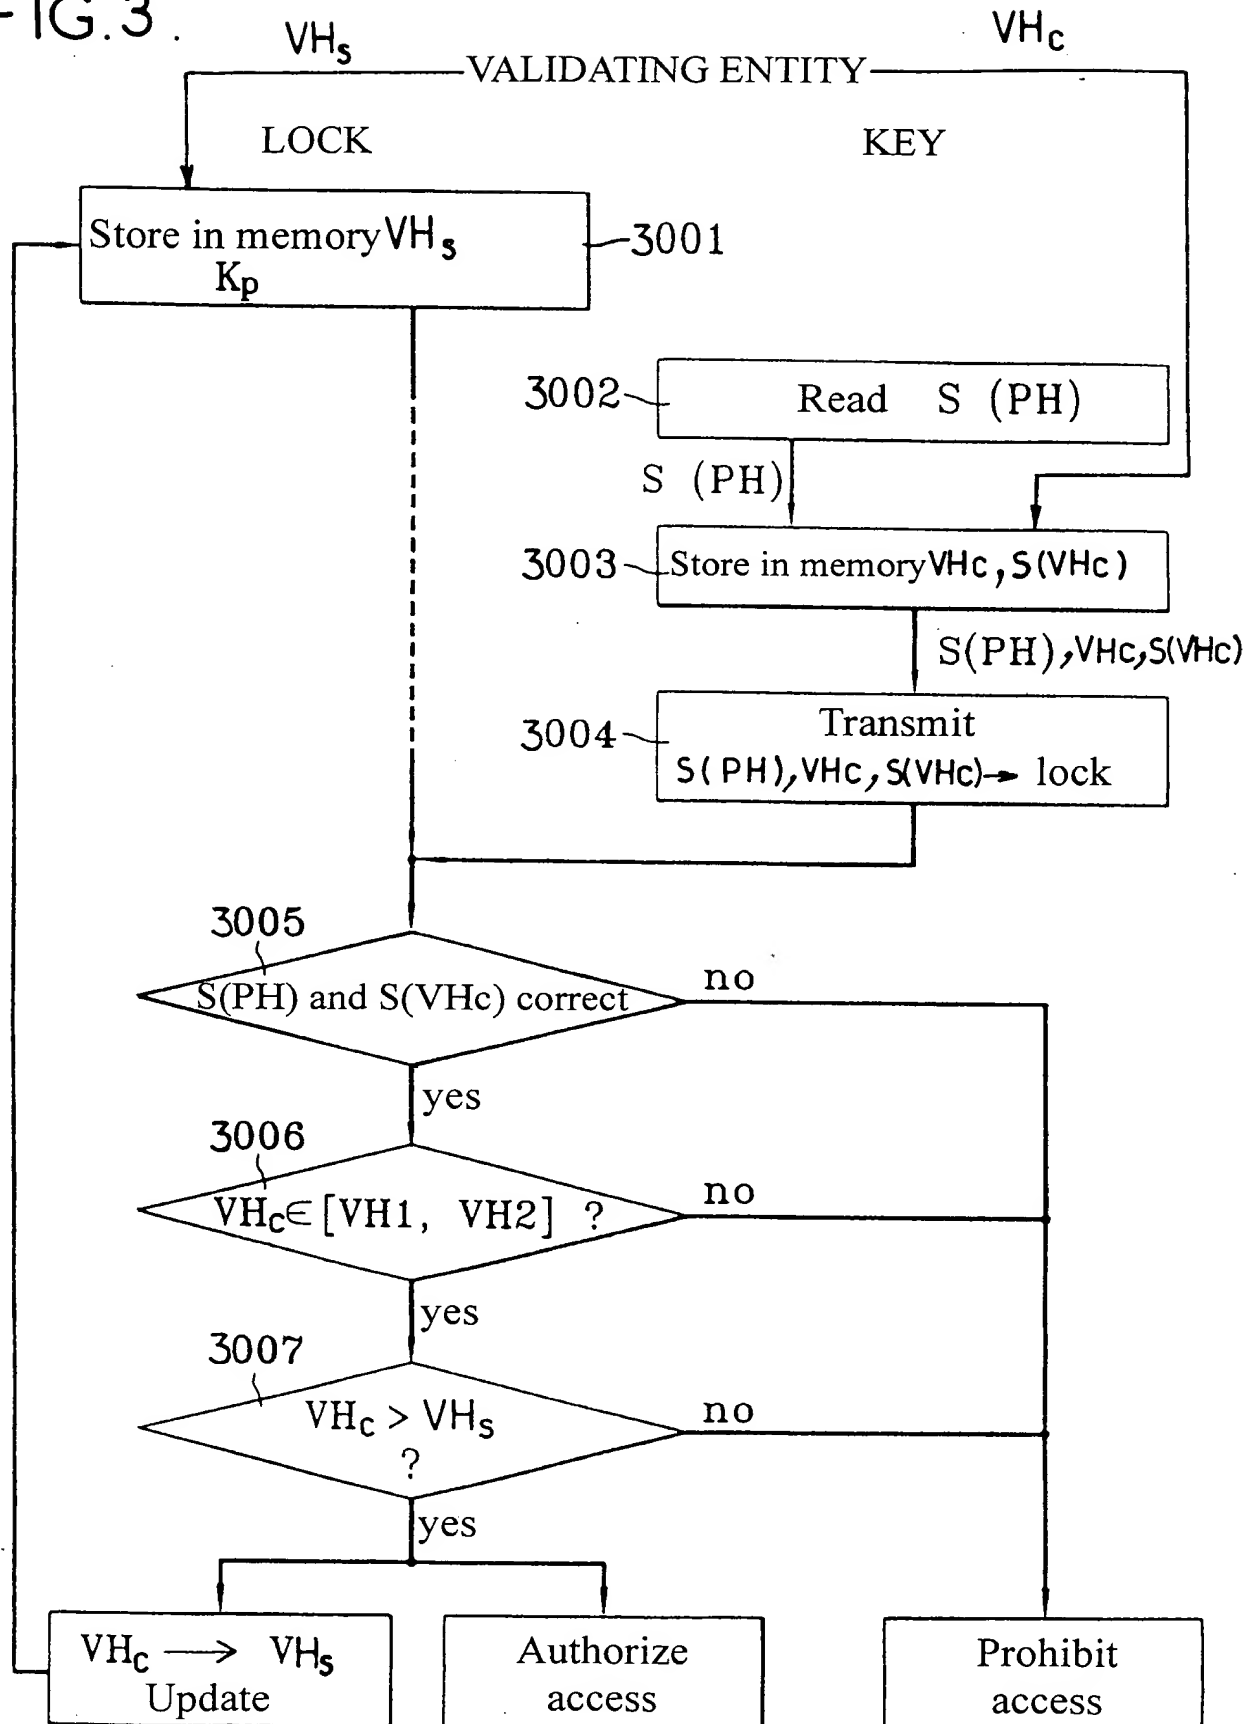 FIG.3.
VHs
VHc
VALIDATING ENTITY
LOCK
KEY
Store in memory VHs
Kp
3001
3002
Read S (PH)
S (PH)
3003
Store in memory VHc, S(VHc)
S(PH), VHc, S(VHc)
3004
Transmit
S(PH), VHc, S(VHc) → lock
3005
S(PH) and S(VHc) correct
no
yes
3006
VHc∈[VH1, VH2] ?
no
yes
3007
VHc > VHs
?
no
yes
VHc → VHs
Update
Authorize
access
Prohibit
access